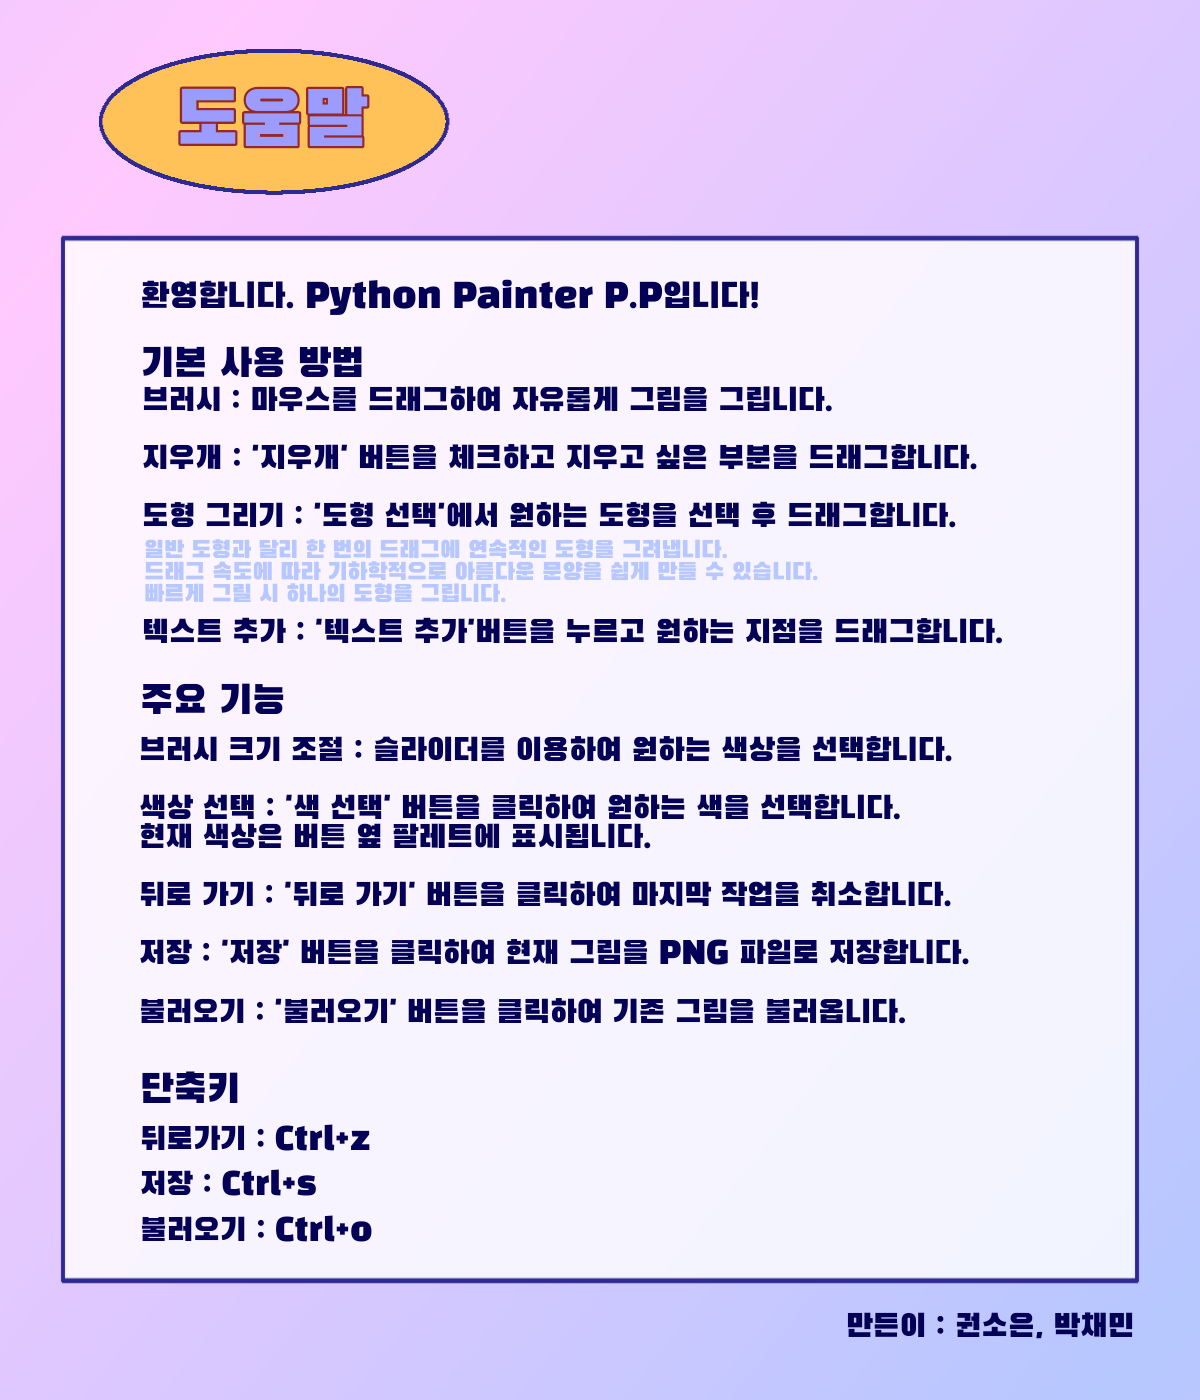 도움말
환영합니다. Python Painter P.P입니다!
기본 사용 방법
브러시 : 마우스를 드래그하여 자유롭게 그림을 그립니다.
지우개 : '지우개' 버튼을 체크하고 지우고 싶은 부분을 드래그합니다.
도형 그리기 : '도형 선택'에서 원하는 도형을 선택 후 드래그합니다.
일반 도형과 달리 한 번의 드래그에 연속적인 도형을 그려냅니다.
드래그 속도에 따라 기하학적으로 아름다운 문양을 쉽게 만들 수 있습니다.
빠르게 그릴 시 하나의 도형을 그립니다.
텍스트 추가 : '텍스트 추가'버튼을 누르고 원하는 지점을 드래그합니다.
주요 기능
브러시 크기 조절 : 슬라이더를 이용하여 원하는 색상을 선택합니다.
색상 선택 : '색 선택' 버튼을 클릭하여 원하는 색을 선택합니다.
현재 색상은 버튼 옆 팔레트에 표시됩니다.
뒤로 가기 : '뒤로 가기' 버튼을 클릭하여 마지막 작업을 취소합니다.
저장 : '저장' 버튼을 클릭하여 현재 그림을 PNG 파일로 저장합니다.
불러오기 : '불러오기' 버튼을 클릭하여 기존 그림을 불러옵니다.
단축키
뒤로가기 : Ctrl+z
저장 : Ctrl+s
불러오기 : Ctrl+o
만든이 : 권소은, 박채민